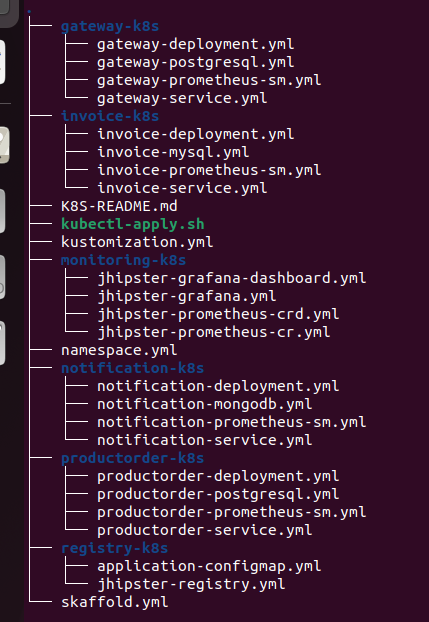 .
├── gateway-k8s
│   ├── gateway-deployment.yml
│   ├── gateway-postgresql.yml
│   ├── gateway-prometheus-sm.yml
│   └── gateway-service.yml
├── invoice-k8s
│   ├── invoice-deployment.yml
│   ├── invoice-mysql.yml
│   ├── invoice-prometheus-sm.yml
│   └── invoice-service.yml
├── K8S-README.md
├── kubectl-apply.sh
├── kustomization.yml
├── monitoring-k8s
│   ├── jhipster-grafana-dashboard.yml
│   ├── jhipster-grafana.yml
│   ├── jhipster-prometheus-crd.yml
│   └── jhipster-prometheus-cr.yml
├── namespace.yml
├── notification-k8s
│   ├── notification-deployment.yml
│   ├── notification-mongodb.yml
│   ├── notification-prometheus-sm.yml
│   └── notification-service.yml
├── productorder-k8s
│   ├── productorder-deployment.yml
│   ├── productorder-postgresql.yml
│   ├── productorder-prometheus-sm.yml
│   └── productorder-service.yml
├── registry-k8s
│   ├── application-configmap.yml
│   └── jhipster-registry.yml
└── skaffold.yml